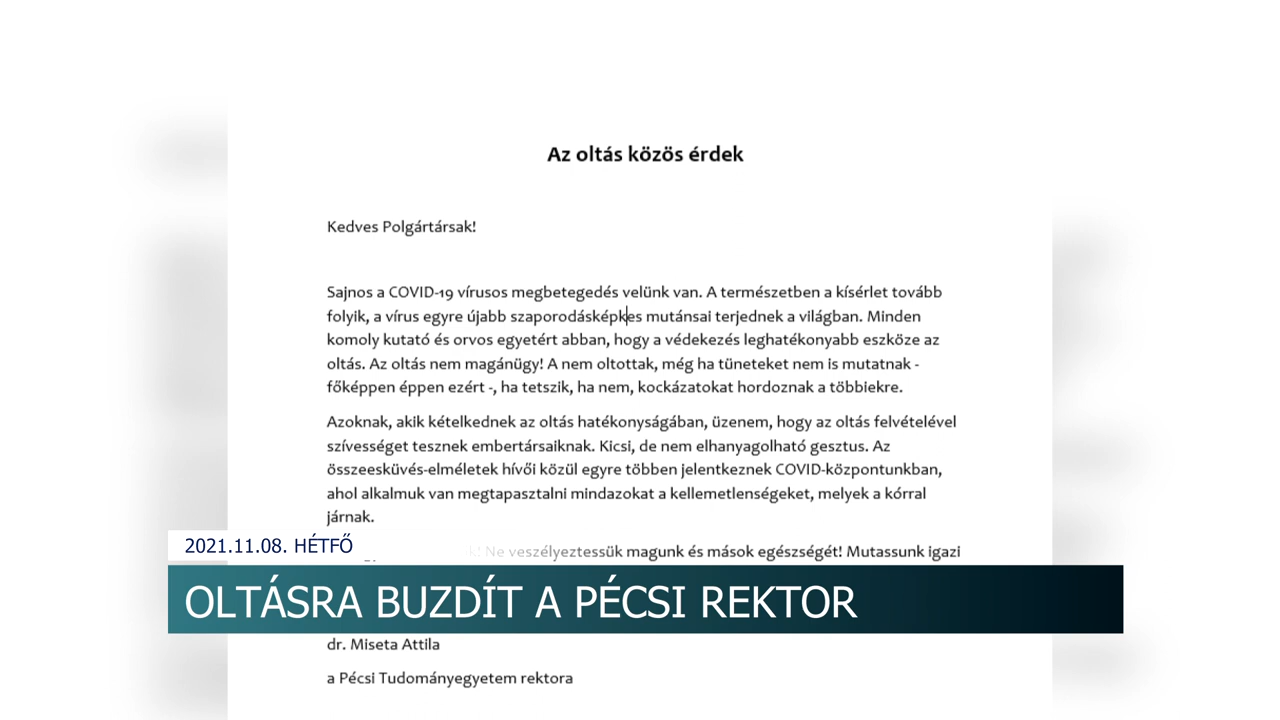 Az oltás közös érdek
Kedves Polgártársak!
Sajnos a COVID-19 vírusos megbetegedés velünk van. A természetben a kísérlet tovább
folyik, a vírus egyre újabb szaporodásképkes mutánsai terjednek a világban. Minden
komoly kutató és orvos egyetért abban, hogy a védekezés leghatékonyabb eszköze az
oltás. Az oltás nem magánügy! A nem oltottak, még ha tüneteket nem is mutatnak -
főképpen éppen ezért -, ha tetszik, ha nem, kockázatokat hordoznak a többiekre.
Azoknak, akik kételkednek az oltás hatékonyságában, üzenem, hogy az oltás felvételével
szívességet tesznek embertársaiknak. Kicsi, de nem elhanyagolható gesztus. Az
összeesküvés-elméletek hívői közül egyre többen jelentkeznek COVID-központunkban,
ahol alkalmuk van megtapasztalni mindazokat a kellemetlenségeket, melyek a kórral
járnak.
Ne veszélyeztessük magunk és mások egészségét! Mutassunk igazi
2021.11.08. HÉTFŐ
OLTÁSRA BUZDÍT A PÉCSI REKTOR
dr. Miseta Attila
a Pécsi Tudományegyetem rektora